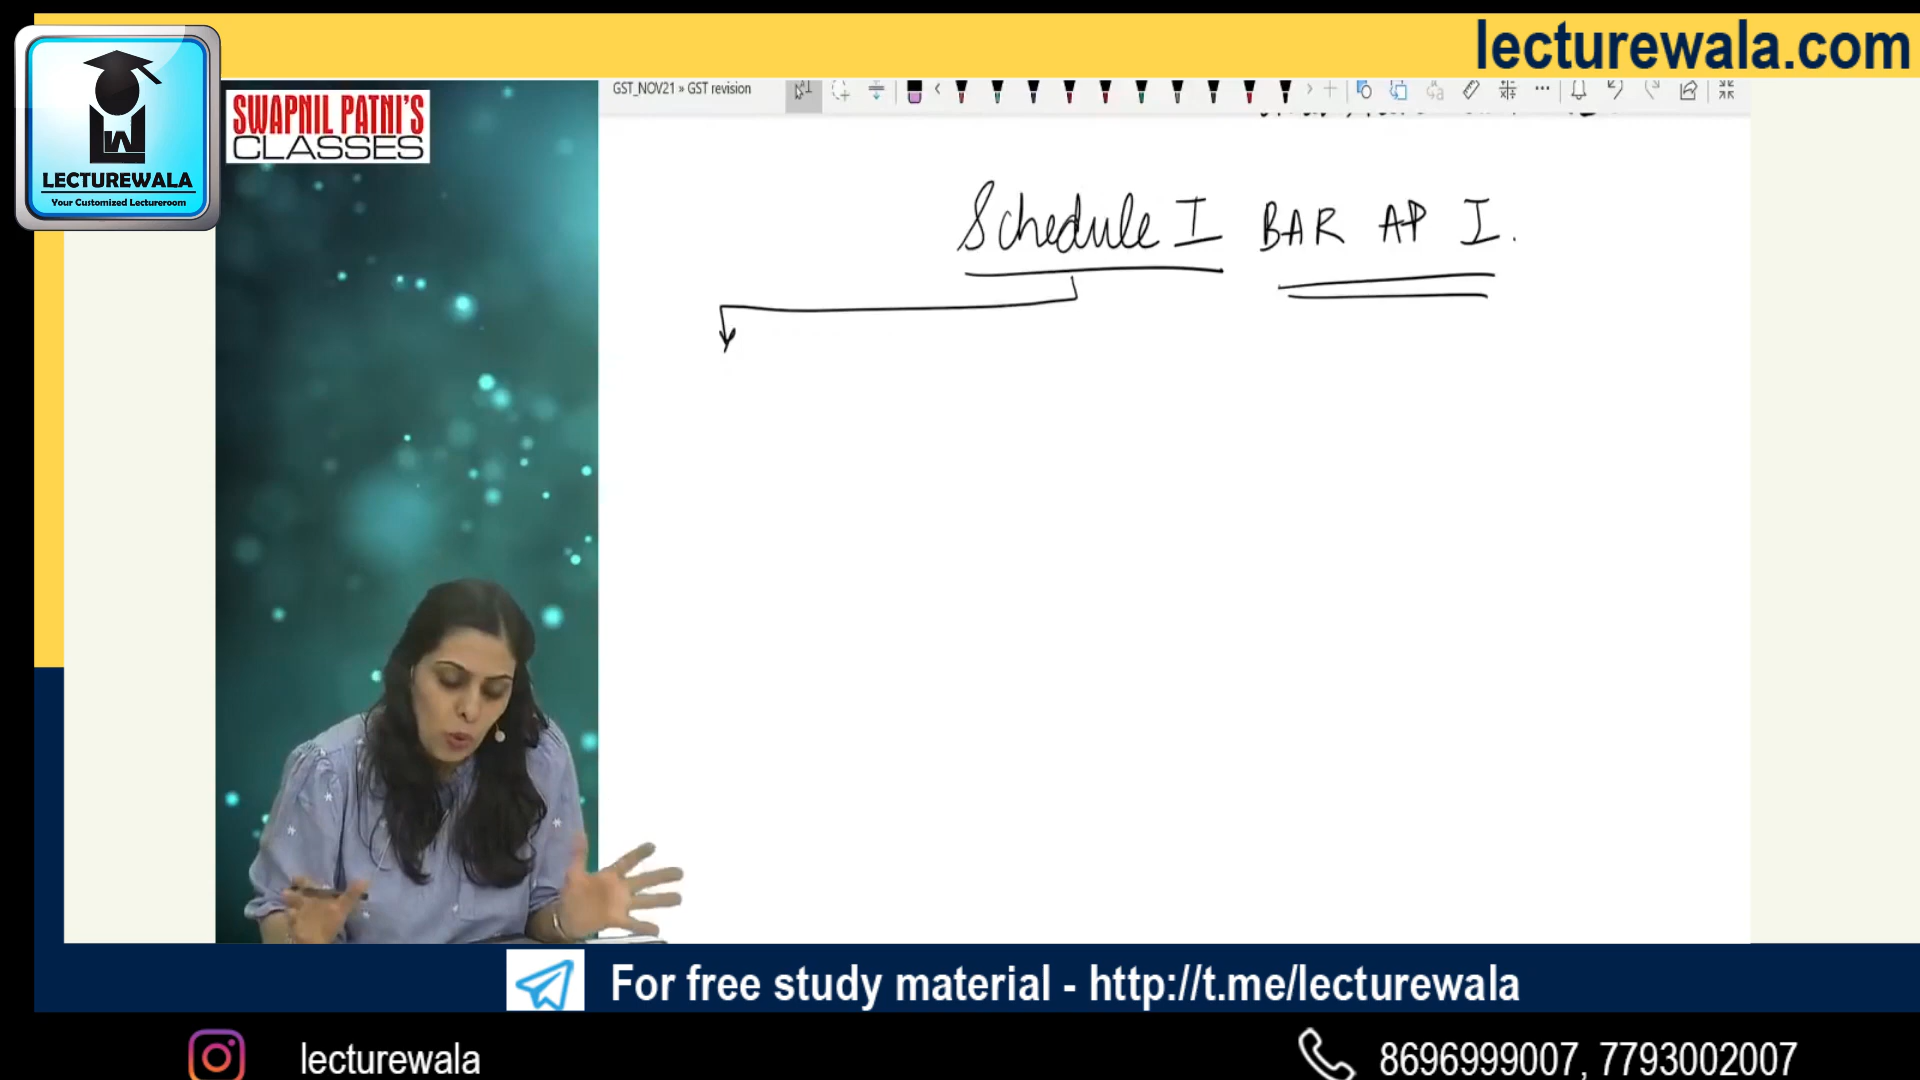 lecturewala.com
LW
LECTUREWALA
Your Customized Lectureroom
SWAPNIL PATNI'S
CLASSES
GST_NOV21 » GST revision
Schedule I BAR AP I.
For free study material - http://t.me/lecturewala
lecturewala
8696999007, 7793002007